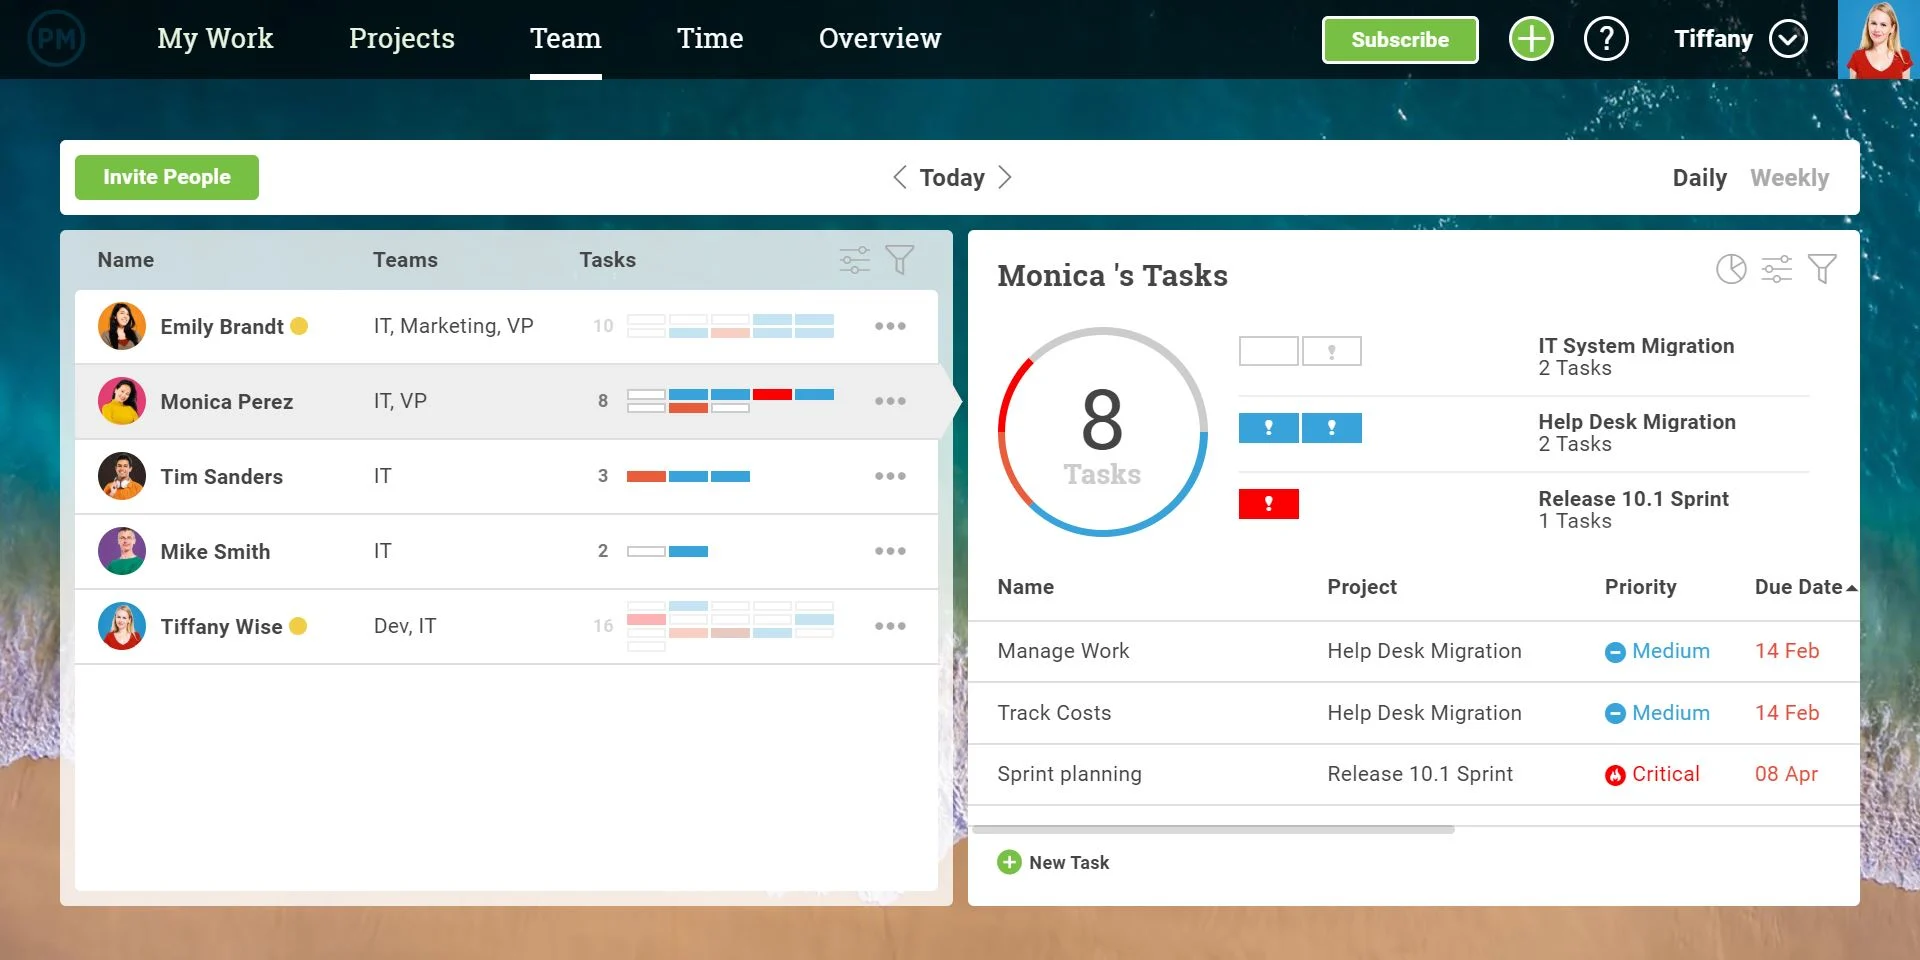 PM
My Work Projects Team Time Overview Subscribe ? Tiffany
Invite People Today Daily Weekly
Name Teams Tasks
Emily Brandt IT, Marketing, VP 10
Monica Perez IT, VP 8
Tim Sanders IT 3
Mike Smith IT 2
Tiffany Wise Dev, IT 16
Monica 's Tasks
8
Tasks
! IT System Migration
2 Tasks
! ! Help Desk Migration
2 Tasks
! Release 10.1 Sprint
1 Tasks
Name Project Priority Due Date
Manage Work Help Desk Migration Medium 14 Feb
Track Costs Help Desk Migration Medium 14 Feb
Sprint planning Release 10.1 Sprint Critical 08 Apr
New Task